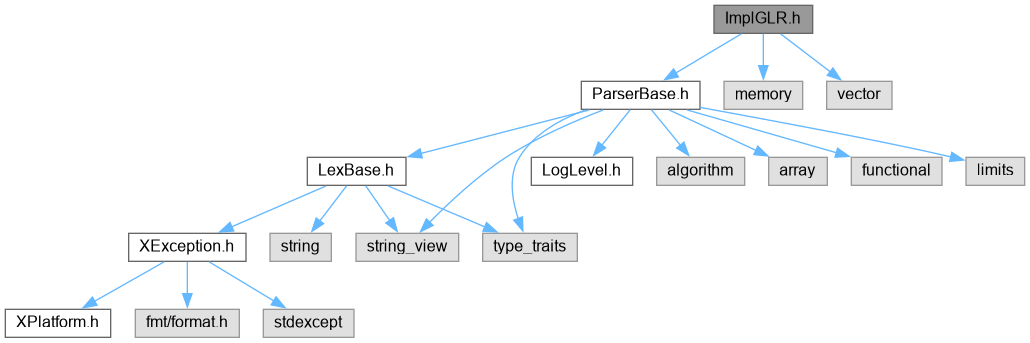 ImplGLR.h
ParserBase.h
memory
vector
LexBase.h
LogLevel.h
algorithm
array
functional
limits
XException.h
string
string_view
type_traits
XPlatform.h
fmt/format.h
stdexcept